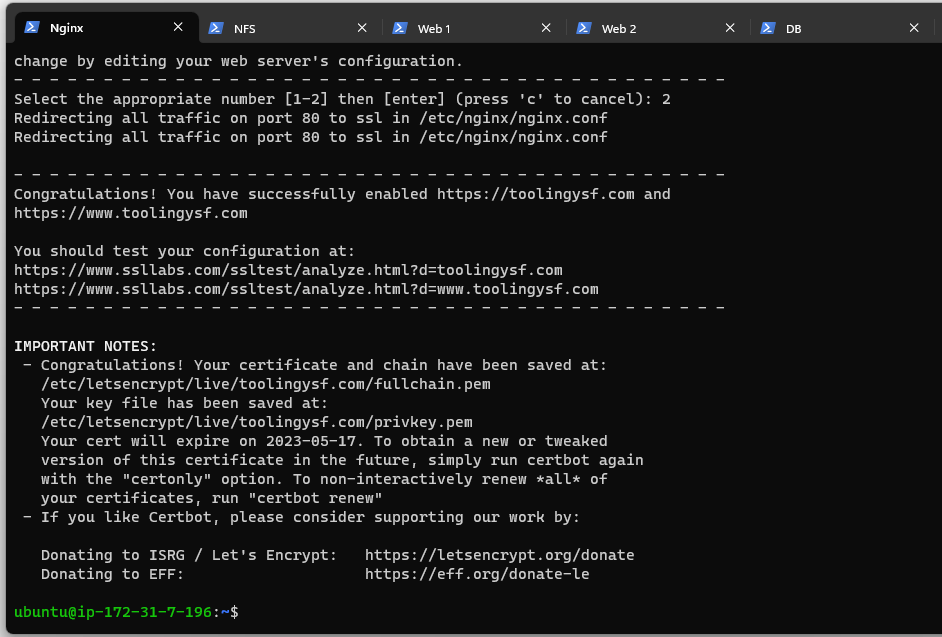 Nginx NFS Web 1 Web 2 DB
change by editing your web server's configuration.
- - - - - - - - - - - - - - - - - - - - - - - - - - - - - - - - - - - - - - - -
Select the appropriate number [1-2] then [enter] (press 'c' to cancel): 2
Redirecting all traffic on port 80 to ssl in /etc/nginx/nginx.conf
Redirecting all traffic on port 80 to ssl in /etc/nginx/nginx.conf
- - - - - - - - - - - - - - - - - - - - - - - - - - - - - - - - - - - - - - - -
Congratulations! You have successfully enabled https://toolingysf.com and
https://www.toolingysf.com
You should test your configuration at:
https://www.ssllabs.com/ssltest/analyze.html?d=toolingysf.com
https://www.ssllabs.com/ssltest/analyze.html?d=www.toolingysf.com
- - - - - - - - - - - - - - - - - - - - - - - - - - - - - - - - - - - - - - - -
IMPORTANT NOTES:
- Congratulations! Your certificate and chain have been saved at:
/etc/letsencrypt/live/toolingysf.com/fullchain.pem
Your key file has been saved at:
/etc/letsencrypt/live/toolingysf.com/privkey.pem
Your cert will expire on 2023-05-17. To obtain a new or tweaked
version of this certificate in the future, simply run certbot again
with the "certonly" option. To non-interactively renew *all* of
your certificates, run "certbot renew"
- If you like Certbot, please consider supporting our work by:
Donating to ISRG / Let's Encrypt:   https://letsencrypt.org/donate
Donating to EFF:                    https://eff.org/donate-le
ubuntu@ip-172-31-7-196:~$